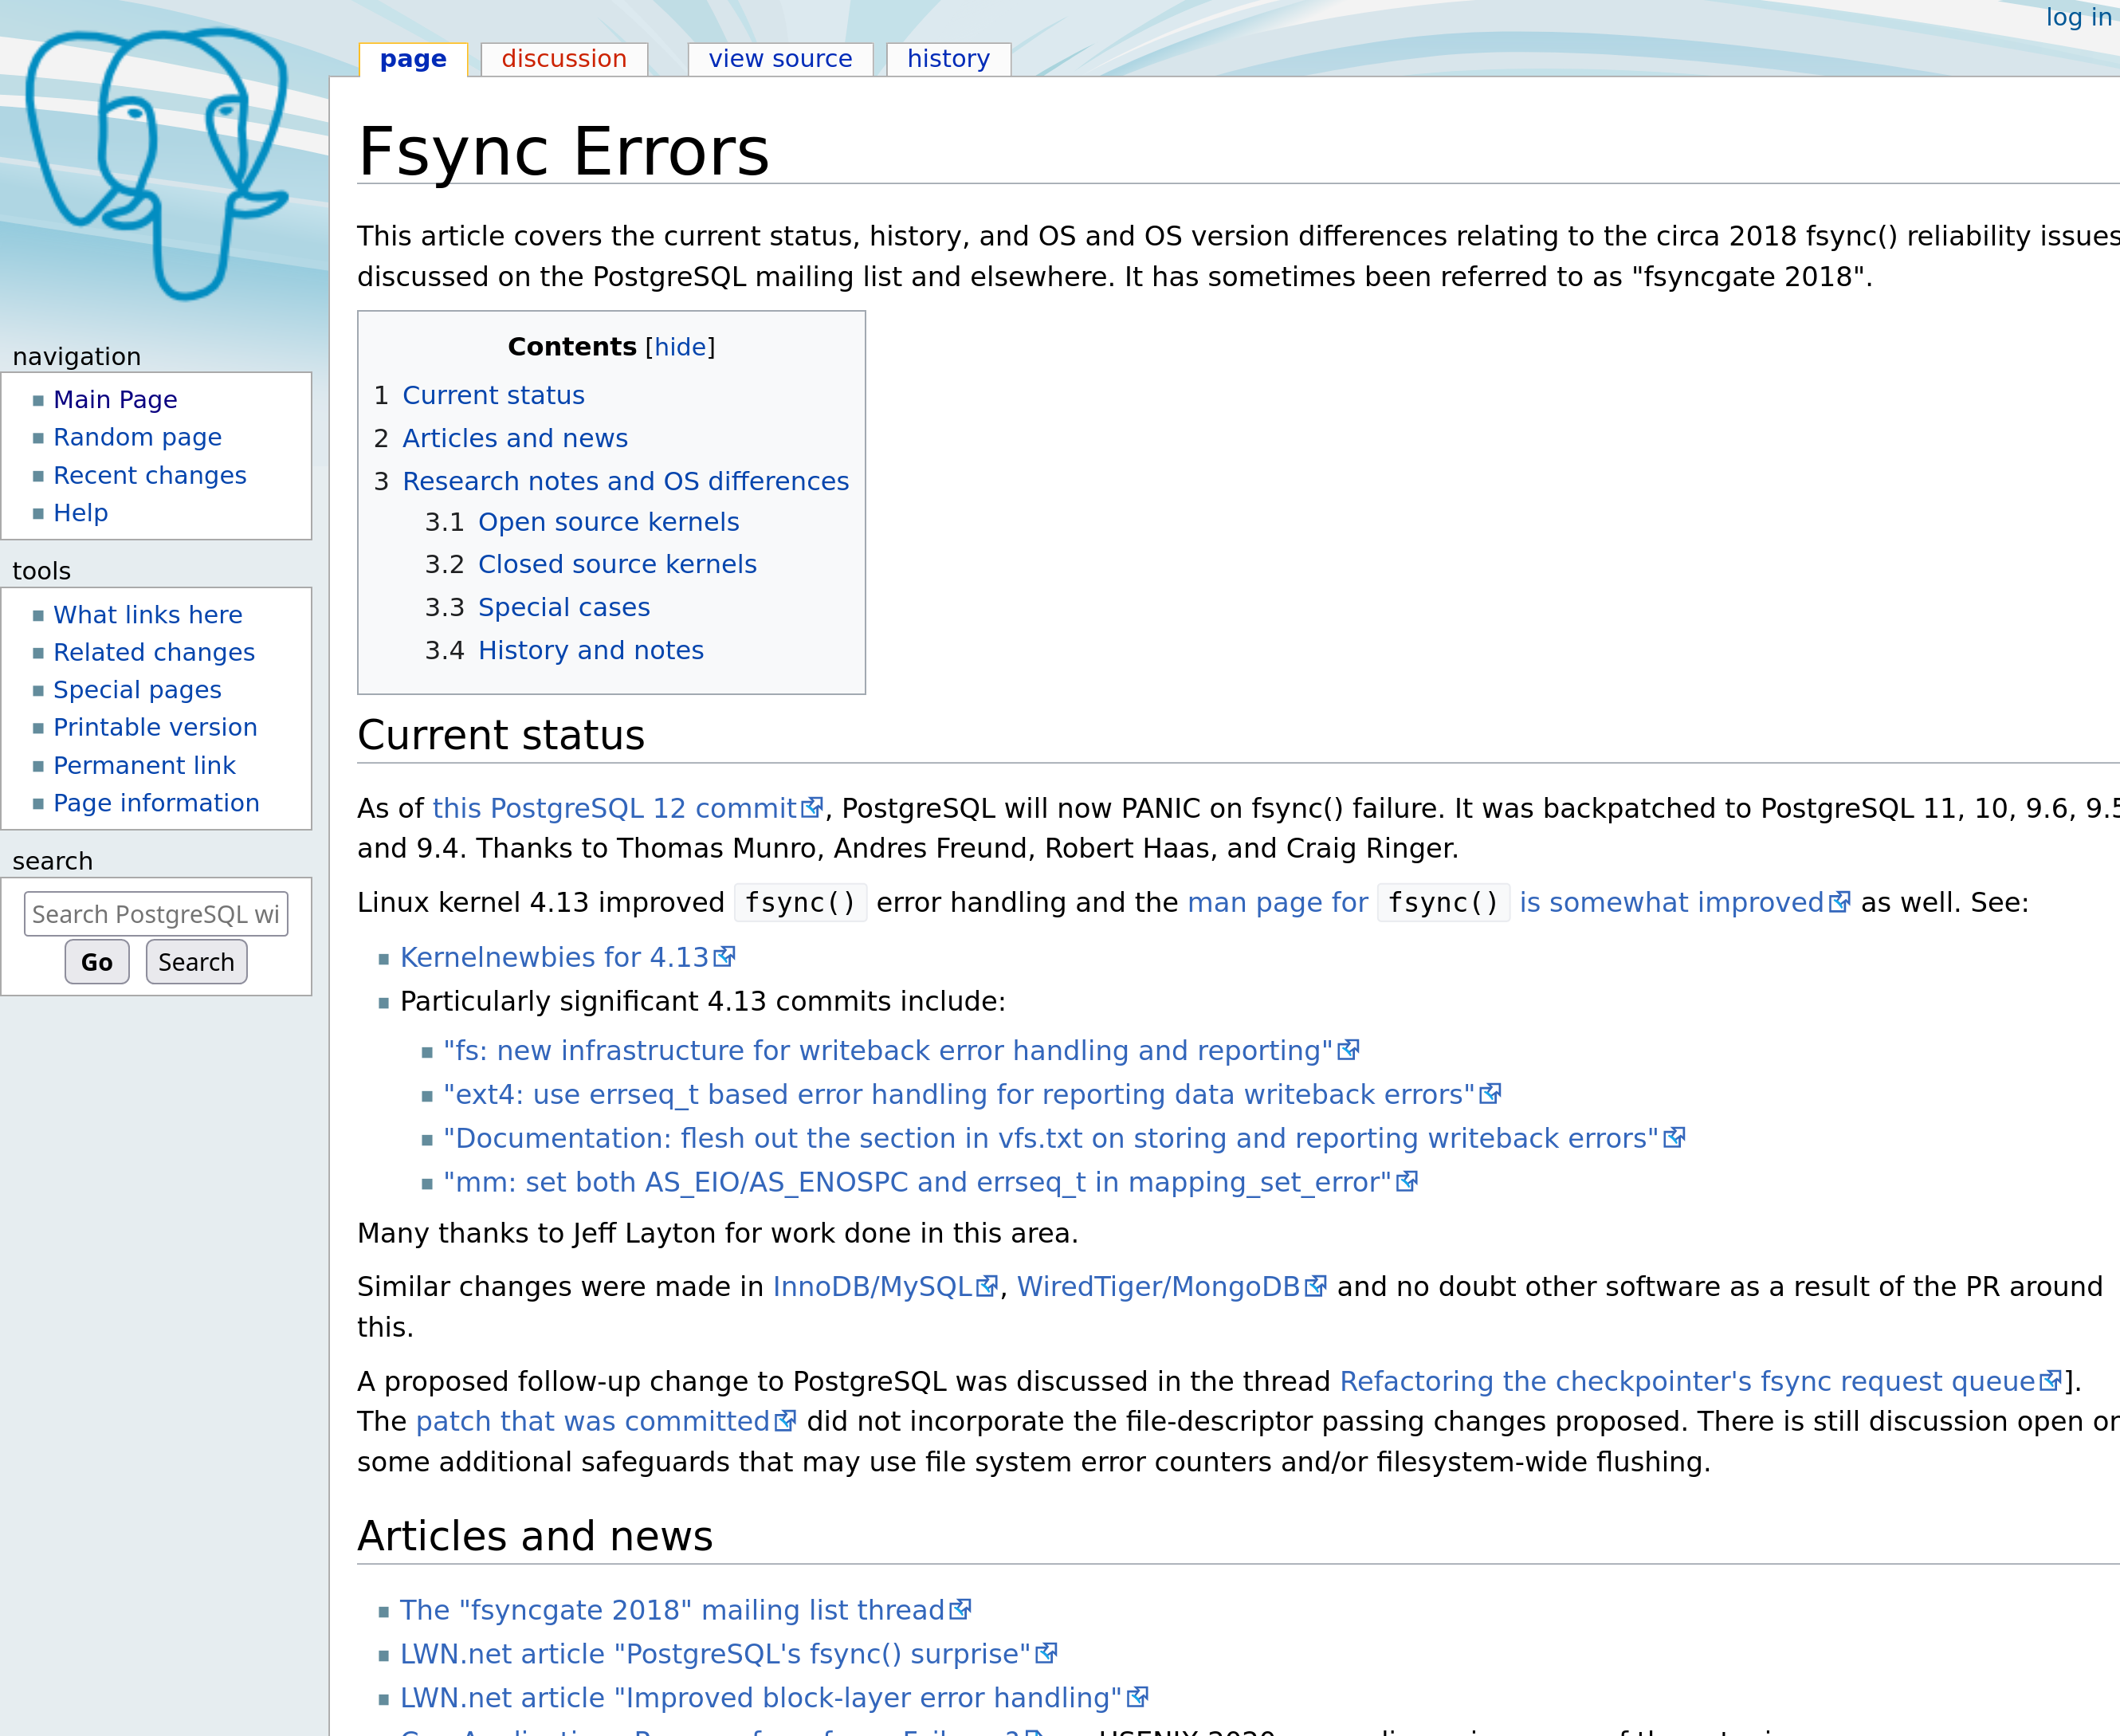 log in
page discussion view source history
Fsync Errors
This article covers the current status, history, and OS and OS version differences relating to the circa 2018 fsync() reliability issues
discussed on the PostgreSQL mailing list and elsewhere. It has sometimes been referred to as "fsyncgate 2018".
Contents [hide]
1 Current status
2 Articles and news
3 Research notes and OS differences
3.1 Open source kernels
3.2 Closed source kernels
3.3 Special cases
3.4 History and notes
navigation
Main Page
Random page
Recent changes
Help
tools
What links here
Related changes
Special pages
Printable version
Permanent link
Page information
search
Search PostgreSQL wi
Go Search
Current status
As of this PostgreSQL 12 commit, PostgreSQL will now PANIC on fsync() failure. It was backpatched to PostgreSQL 11, 10, 9.6, 9.5
and 9.4. Thanks to Thomas Munro, Andres Freund, Robert Haas, and Craig Ringer.
Linux kernel 4.13 improved fsync() error handling and the man page for fsync() is somewhat improved as well. See:
Kernelnewbies for 4.13
Particularly significant 4.13 commits include:
"fs: new infrastructure for writeback error handling and reporting"
"ext4: use errseq_t based error handling for reporting data writeback errors"
"Documentation: flesh out the section in vfs.txt on storing and reporting writeback errors"
"mm: set both AS_EIO/AS_ENOSPC and errseq_t in mapping_set_error"
Many thanks to Jeff Layton for work done in this area.
Similar changes were made in InnoDB/MySQL, WiredTiger/MongoDB and no doubt other software as a result of the PR around
this.
A proposed follow-up change to PostgreSQL was discussed in the thread Refactoring the checkpointer's fsync request queue].
The patch that was committed did not incorporate the file-descriptor passing changes proposed. There is still discussion open on
some additional safeguards that may use file system error counters and/or filesystem-wide flushing.
Articles and news
The "fsyncgate 2018" mailing list thread
LWN.net article "PostgreSQL's fsync() surprise"
LWN.net article "Improved block-layer error handling"